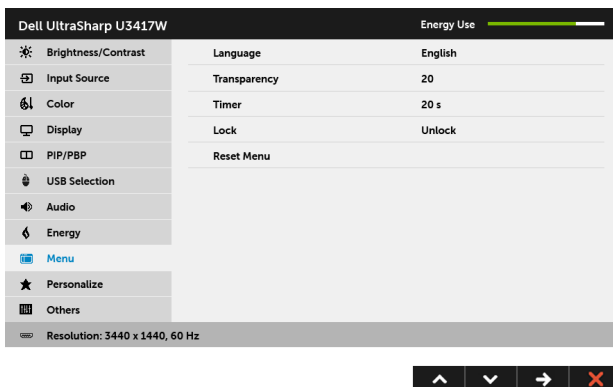 Dell UltraSharp U3417W Energy Use
Brightness/Contrast Language English
Input Source Transparency 20
Color Timer 20 s
Display Lock Unlock
PIP/PBP Reset Menu
USB Selection
Audio
Energy
Menu
Personalize
Others
Resolution: 3440 x 1440, 60 Hz